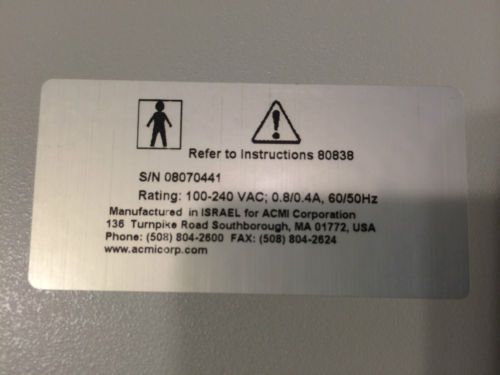 Refer to Instructions 80838
S/N 08070441
Rating: 100-240 VAC; 0.8/0.4A, 60/50Hz
Manufactured in ISRAEL for ACMI Corporation
136 Turnpike Road Southborough, MA 01772, USA
Phone: (508) 804-2600 FAX: (508) 804-2624
www.acmicorp.com